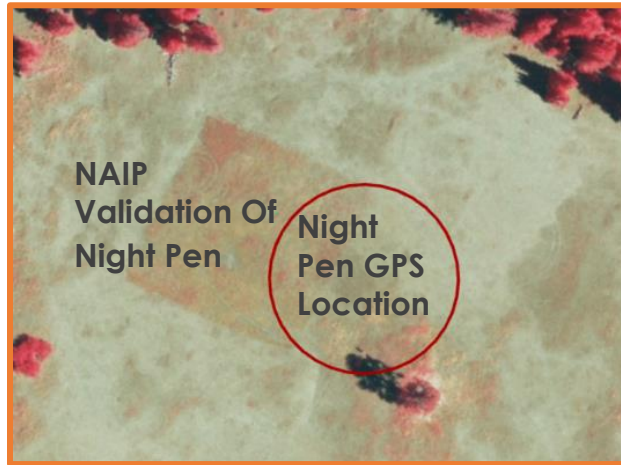 NAIP
Validation Of
Night Pen
Night
Pen GPS
Location